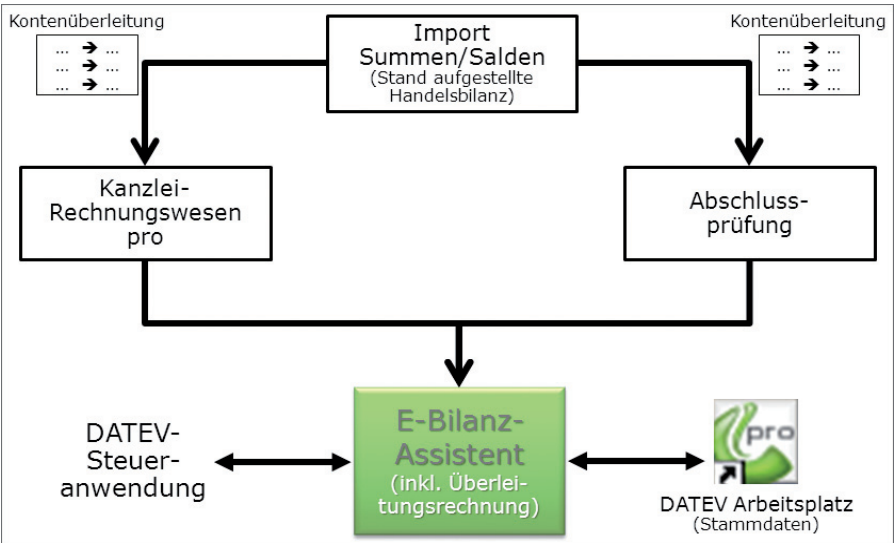 Kontenüberleitung
... ➔ ...
... ➔ ...
... ➔ ...
Import
Summen/Salden
(Stand aufgestellte
Handelsbilanz)
Kontenüberleitung
... ➔ ...
... ➔ ...
... ➔ ...
Kanzlei-
Rechnungswesen
pro
Abschluss-
prüfung
DATEV-
Steuer-
anwendung
E-Bilanz-
Assistent
(inkl. Überlei-
tungsrechnung)
pro
DATEV Arbeitsplatz
(Stammdaten)